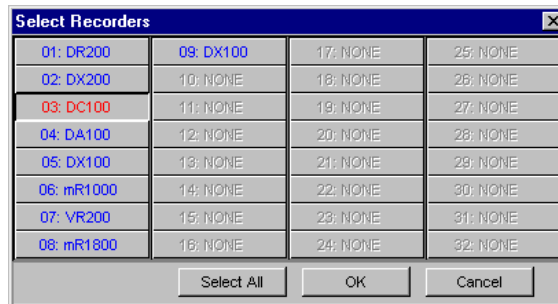 Select Recorders
01: DR200 09: DX100 17: NONE 25: NONE
02: DX200 10: NONE 18: NONE 26: NONE
03: DC100 11: NONE 19: NONE 27: NONE
04: DA100 12: NONE 20: NONE 28: NONE
05: DX100 13: NONE 21: NONE 29: NONE
06: mR1000 14: NONE 22: NONE 30: NONE
07: VR200 15: NONE 23: NONE 31: NONE
08: mR1800 16: NONE 24: NONE 32: NONE
Select All OK Cancel